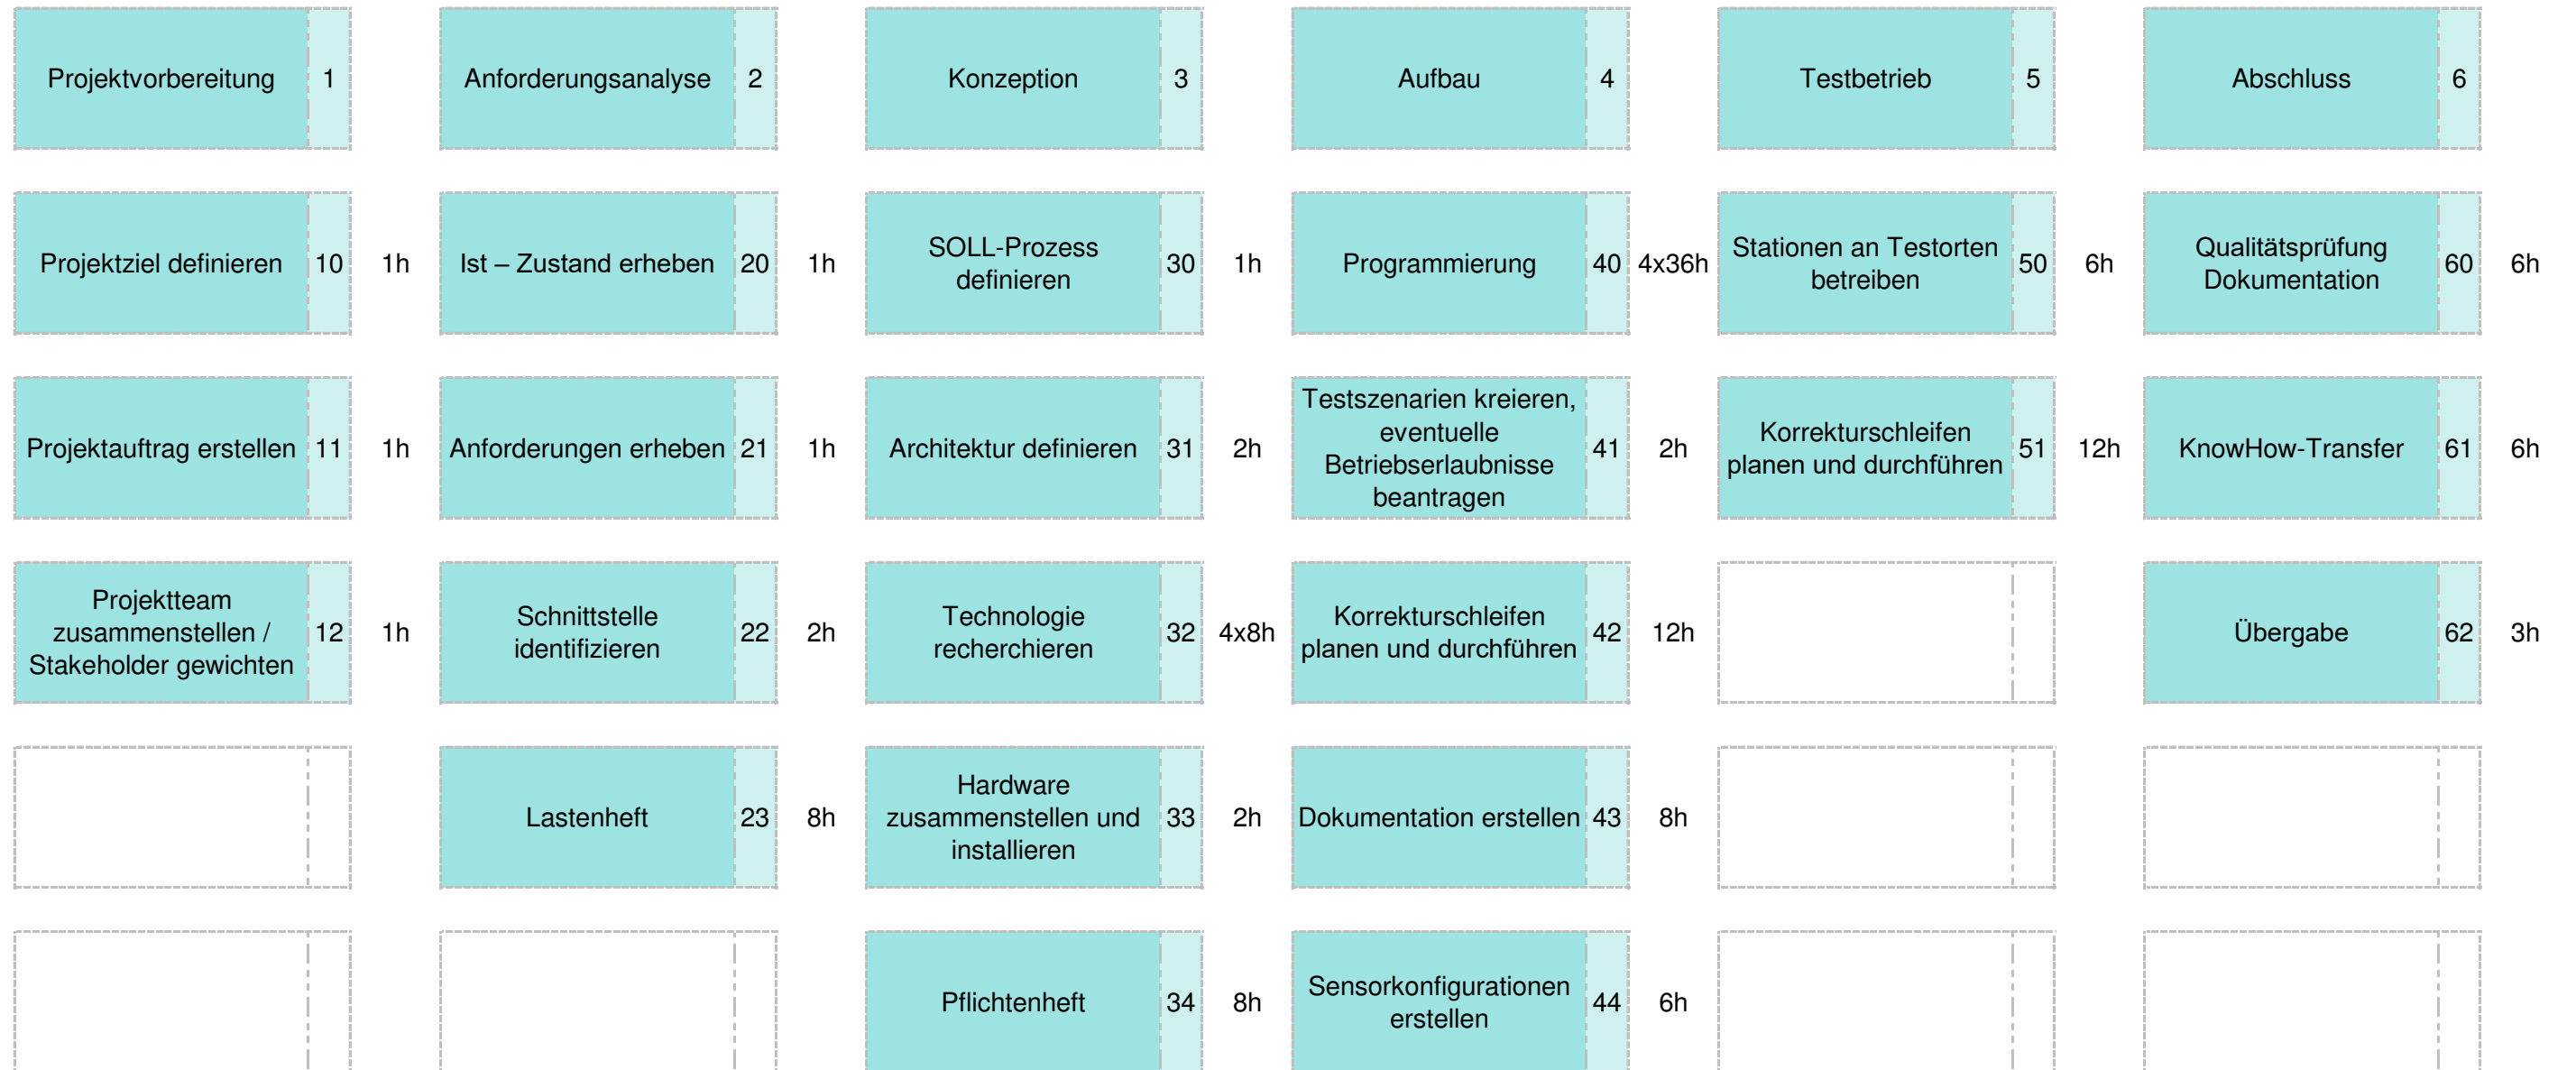 Projektvorbereitung 1 Anforderungsanalyse 2 Konzeption 3 Aufbau 4 Testbetrieb 5 Abschluss 6
Projektziel definieren 10 1h
Ist – Zustand erheben 20 1h
SOLL-Prozess
definieren
30 1h
Programmierung 40 4x36h
Stationen an Testorten
betreiben
50 6h
Qualitätsprüfung
Dokumentation
60 6h
Projektauftrag erstellen 11 1h
Anforderungen erheben 21 1h
Architektur definieren 31 2h
Testszenarien kreieren,
eventuelle
Betriebserlaubnisse
beantragen
41 2h
Korrekturschleifen
planen und durchführen
51 12h
KnowHow-Transfer 61 6h
Projektteam
zusammenstellen /
Stakeholder gewichten
12 1h
Schnittstelle
identifizieren
22 2h
Technologie
recherchieren
32 4x8h
Korrekturschleifen
planen und durchführen
42 12h
Übergabe 62 3h
Lastenheft 23 8h
Hardware
zusammenstellen und
installieren
33 2h
Dokumentation erstellen 43 8h
Pflichtenheft 34 8h
Sensorkonfigurationen
erstellen
44 6h